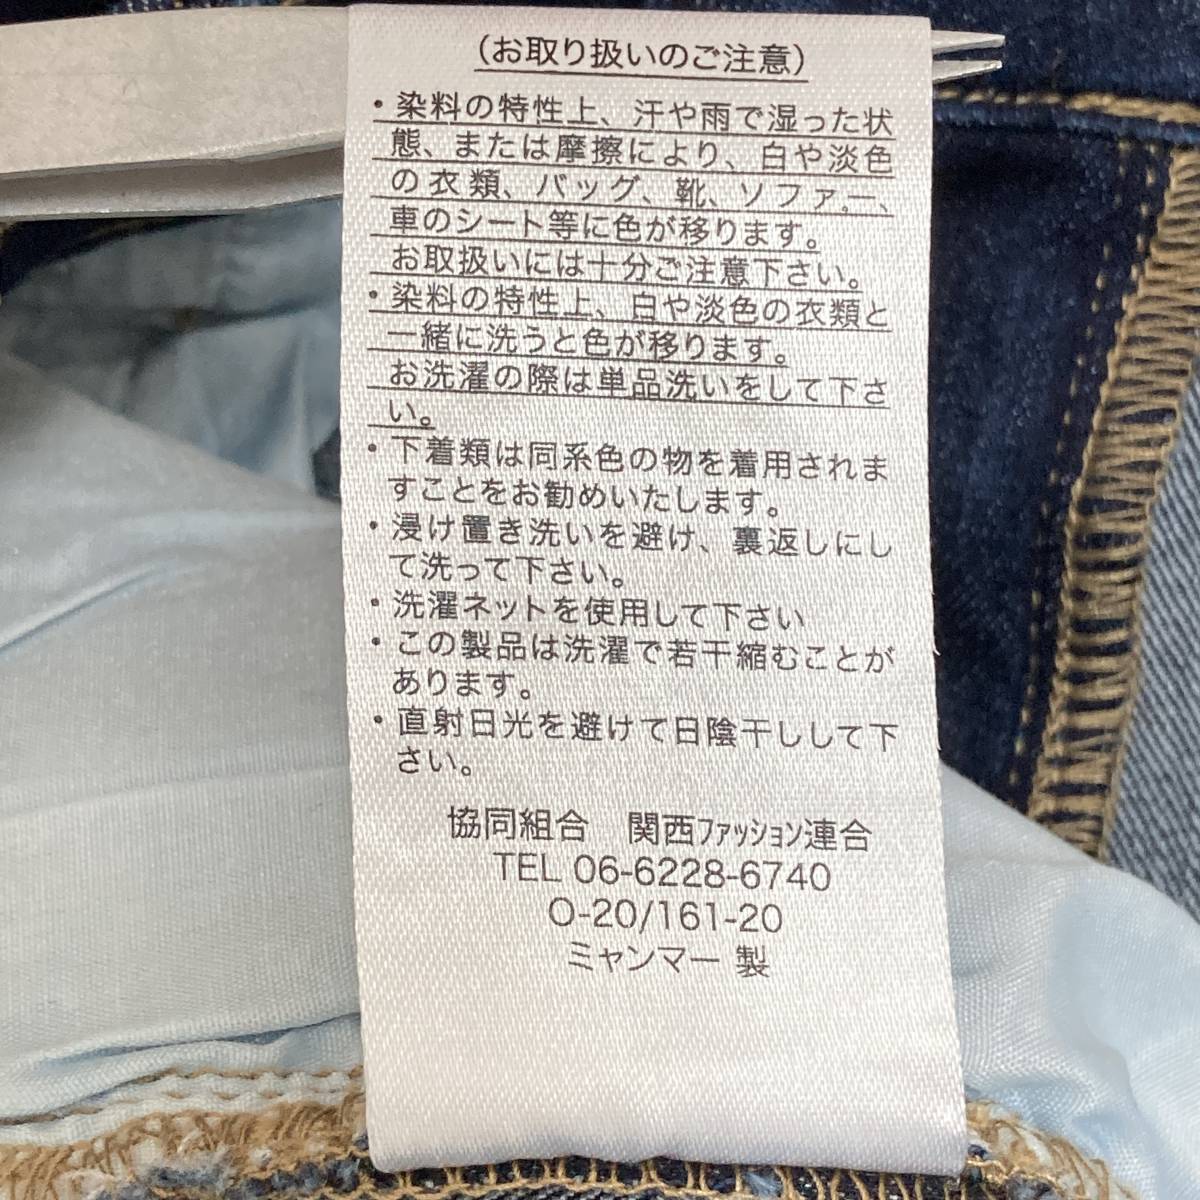 (お取り扱いのご注意)
・染料の特性上、汗や雨で湿った状
態、または摩擦により、白や淡色
の衣類、バッグ、靴、ソファー、
車のシート等に色が移ります。
お取扱いには十分ご注意下さい。
・染料の特性上、白や淡色の衣類と
一緒に洗うと色が移ります。
お洗濯の際は単品洗いをして下さ
い。
・下着類は同系色の物を着用されま
すことをお勧めいたします。
・浸け置き洗いを避け、裏返しにし
て洗って下さい。
・洗濯ネットを使用して下さい
・この製品は洗濯で若干縮むことが
あります。
・直射日光を避けて日陰干しして下
さい。
協同組合 関西ファッション連合
TEL 06-6228-6740
O-20/161-20
ミャンマー 製